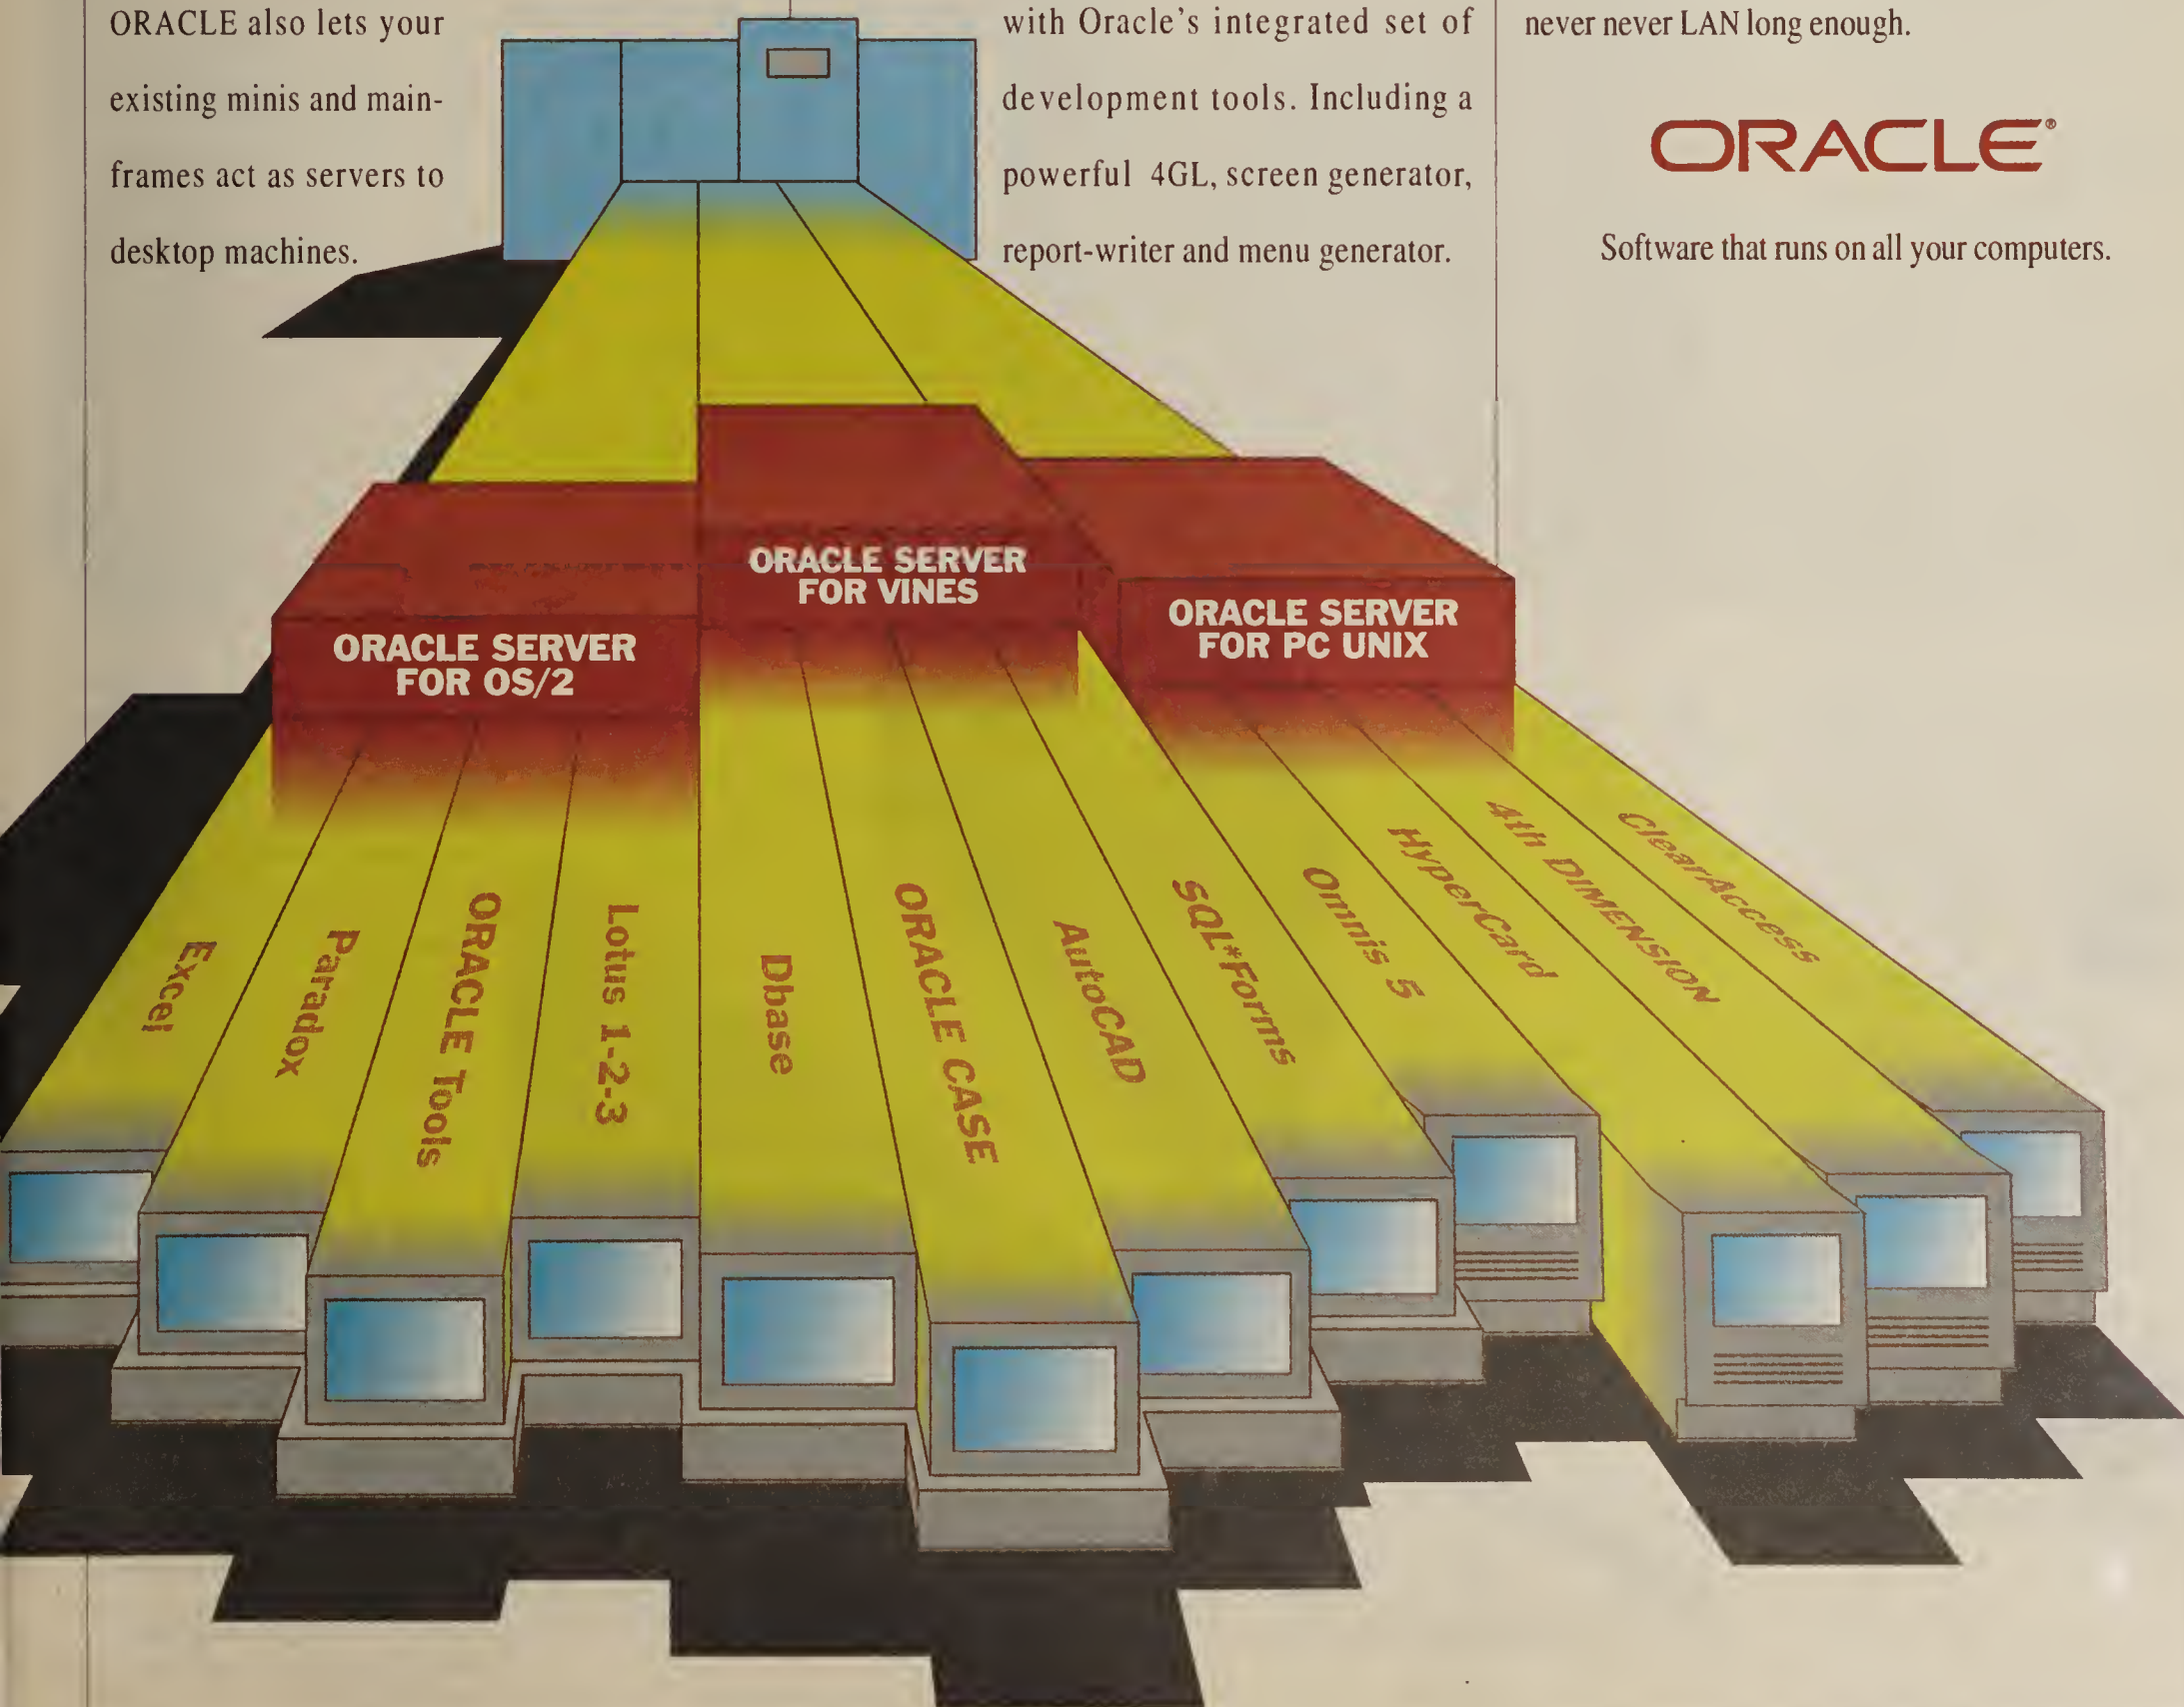 ORACLE also lets your
existing minis and main-
frames act as servers to
desktop machines.
with Oracle's integrated set of
development tools. Including a
powerful 4GL, screen generator,
report-writer and menu generator.
never never LAN long enough.
ORACLE®
Software that runs on all your computers.
ORACLE SERVER
FOR OS/2
ORACLE SERVER
FOR VINES
ORACLE SERVER
FOR PC UNIX
Excel
Paradox
ORACLE Tools
Lotus 1-2-3
Dbase
ORACLE CASE
AutoCAD
SQL*Forms
Omnis 5
HyperCard
4th DIMENSION
ClearAccess